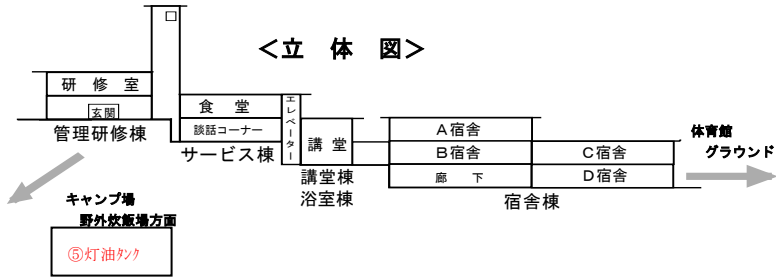 ＜立 体 図＞
研 修 室
玄関
管理研修棟
食 堂
談話コーナー
サービス棟
エレベーター
講 堂
講堂棟
浴室棟
A宿舎
B宿舎
廊 下
C宿舎
D宿舎
宿舎棟
体育館
グラウンド
キャンプ場
野外炊飯場方面
⑤灯油ﾀﾝｸ